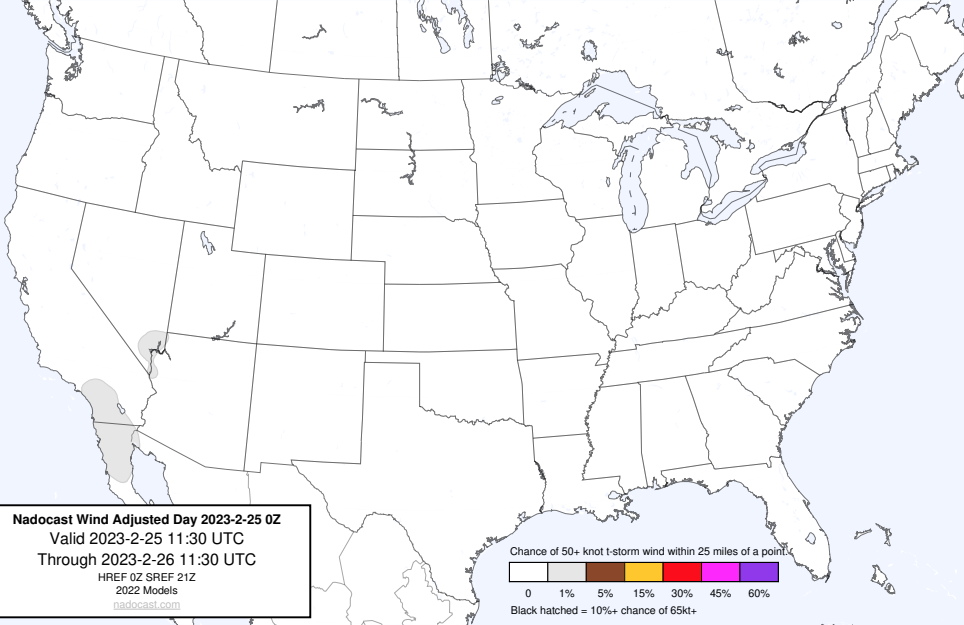 Nadocast Wind Adjusted Day 2023-2-25 0Z
Valid 2023-2-25 11:30 UTC
Through 2023-2-26 11:30 UTC
HREF 0Z SREF 21Z
2022 Models
nadocast.com
Chance of 50+ knot t-storm wind within 25 miles of a point.
0 1% 5% 15% 30% 45% 60%
Black hatched = 10%+ chance of 65kt+